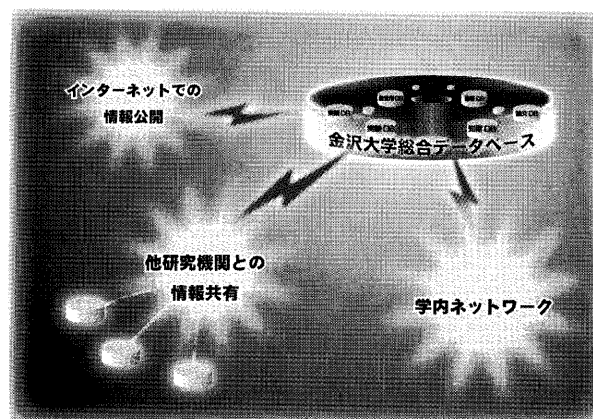 インターネットでの
情報公開
金沢大学総合データベース
他研究機関との
情報共有
学内ネットワーク